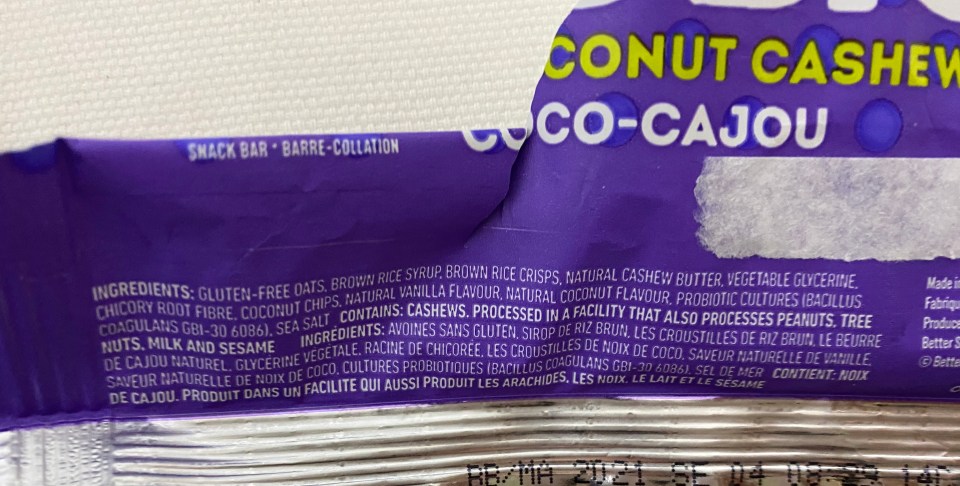 CONUT CASHEW
COCO-CAJOU
SNACK BAR • BARRE-COLLATION
INGREDIENTS: GLUTEN-FREE OATS, BROWN RICE SYRUP, BROWN RICE CRISPS, NATURAL CASHEW BUTTER, VEGETABLE GLYCERINE,
CHICORY ROOT FIBRE, COCONUT CHIPS, NATURAL VANILLA FLAVOUR, NATURAL COCONUT FLAVOUR, PROBIOTIC CULTURES (BACILLUS
COAGULANS GBI-30 6086), SEA SALT CONTAINS: CASHEWS. PROCESSED IN A FACILITY THAT ALSO PROCESSES PEANUTS, TREE
NUTS, MILK AND SESAME INGRÉDIENTS: AVOINES SANS GLUTEN, SIROP DE RIZ BRUN, LES CROUSTILLES DE RIZ BRUN, LE BEURRE
DE CAJOU NATUREL, GLYCÉRINE VÉGÉTALE, RACINE DE CHICORÉE, LES CROUSTILLES DE NOIX DE COCO, SAVEUR NATURELLE DE VANILLE,
SAVEUR NATURELLE DE NOIX DE COCO, CULTURES PROBIOTIQUES (BACILLUS COAGULANS GBI-30 6086), SEL DE MER CONTIENT: NOIX
DE CAJOU. PRODUIT DANS UN FACILITE QUI AUSSI PRODUIT LES ARACHIDES, LES NOIX, LE LAIT ET LE SÉSAME
Made in
Fabriqu
Produce
Better S
© Bette
BB/MA 2021 SE 04